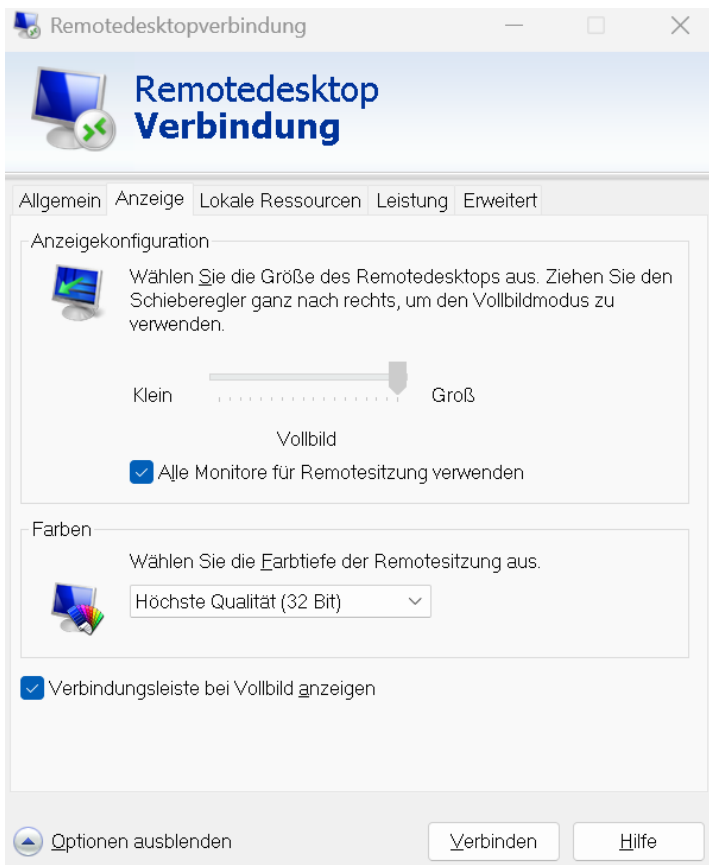 Remotedesktopverbindung
Remotedesktop
Verbindung
Allgemein Anzeige Lokale Ressourcen Leistung Erweitert
Anzeigekonfiguration
Wählen Sie die Größe des Remotedesktops aus. Ziehen Sie den
Schieberegler ganz nach rechts, um den Vollbildmodus zu
verwenden.
Klein Groß
Vollbild
Alle Monitore für Remotesitzung verwenden
Farben
Wählen Sie die Farbtiefe der Remotesitzung aus.
Höchste Qualität (32 Bit)
Verbindungsleiste bei Vollbild anzeigen
Optionen ausblenden Verbinden Hilfe